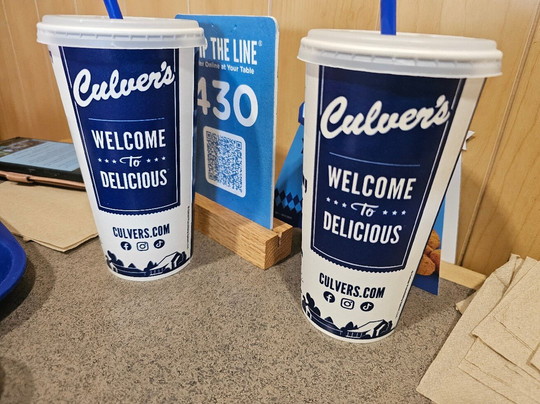 Culver's
WELCOME
To
DELICIOUS
CULVERS.COM
THE LINE
Online at Your Table
430
Culver's
WELCOME
To
DELICIOUS
CULVERS.COM